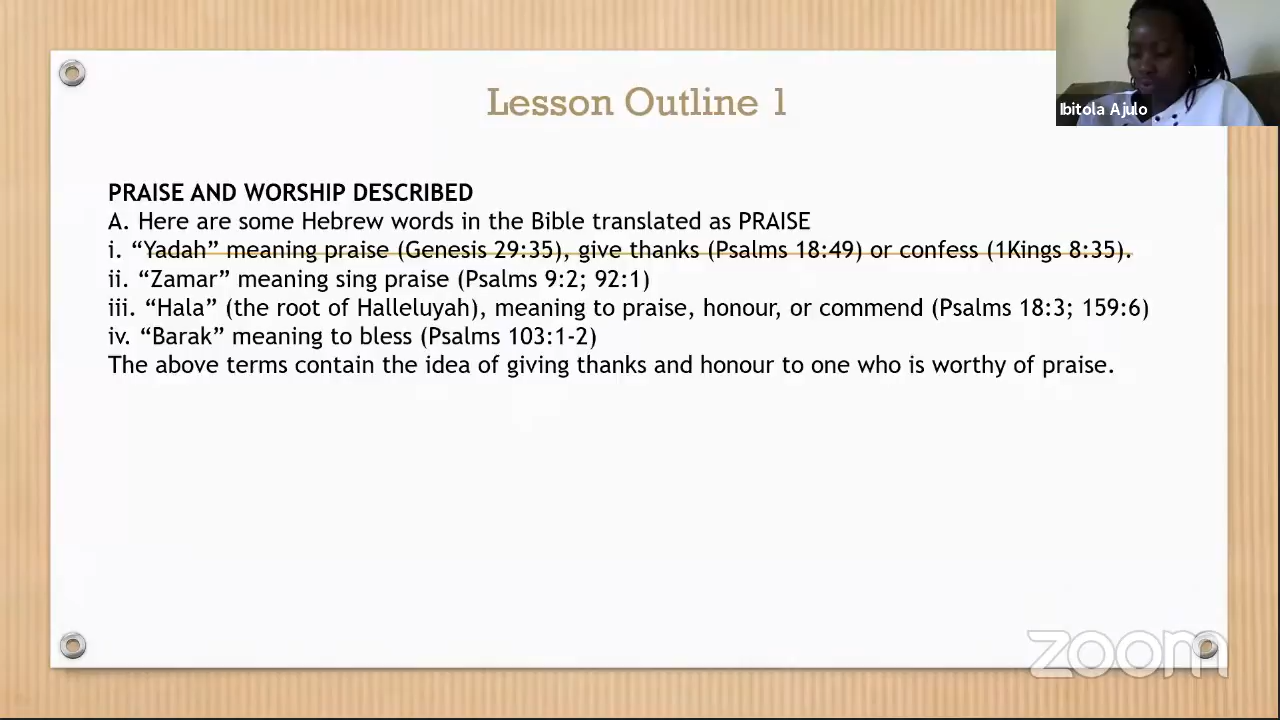 Lesson Outline 1
Ibitola Ajulo
PRAISE AND WORSHIP DESCRIBED
A. Here are some Hebrew words in the Bible translated as PRAISE
i. “Yadah” meaning praise (Genesis 29:35), give thanks (Psalms 18:49) or confess (1Kings 8:35).
ii. “Zamar” meaning sing praise (Psalms 9:2; 92:1)
iii. “Hala” (the root of Halleluyah), meaning to praise, honour, or commend (Psalms 18:3; 159:6)
iv. “Barak” meaning to bless (Psalms 103:1-2)
The above terms contain the idea of giving thanks and honour to one who is worthy of praise.
zoom